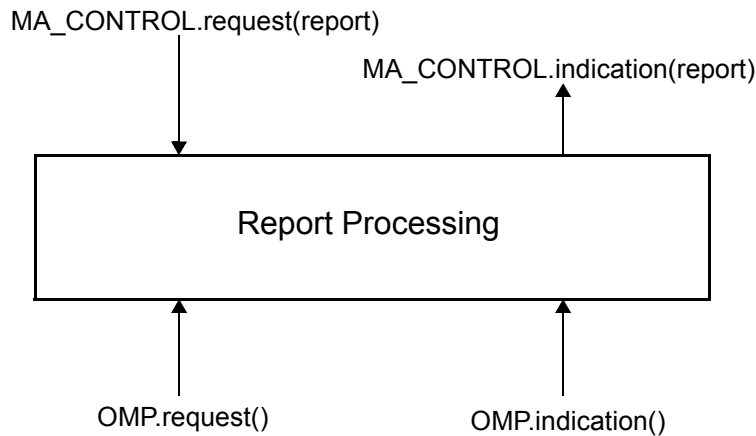 MA_CONTROL.request(report)
MA_CONTROL.indication(report)
Report Processing
OMP.request()
OMP.indication()